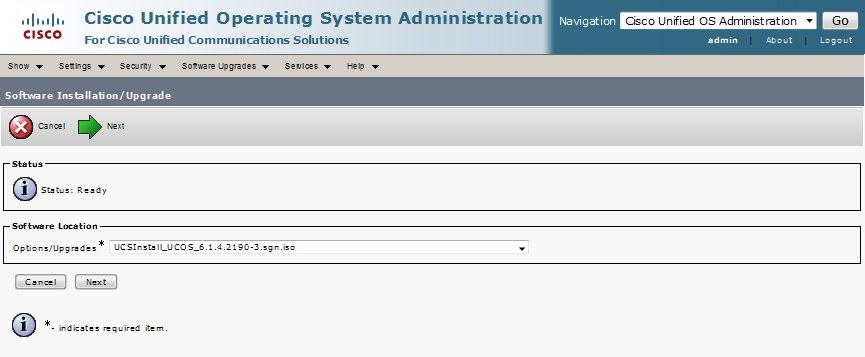 CISCO
Cisco Unified Operating System Administration
For Cisco Unified Communications Solutions
Navigation Cisco Unified OS Administration Go
admin | About | Logout
Show Settings Security Software Upgrades Services Help
Software Installation/Upgrade
Cancel Next
Status
Status: Ready
Software Location
Options/Upgrades* UCSInstall_UCOS_6.1.4.2190-3.sgn.iso
Cancel Next
*- indicates required item.